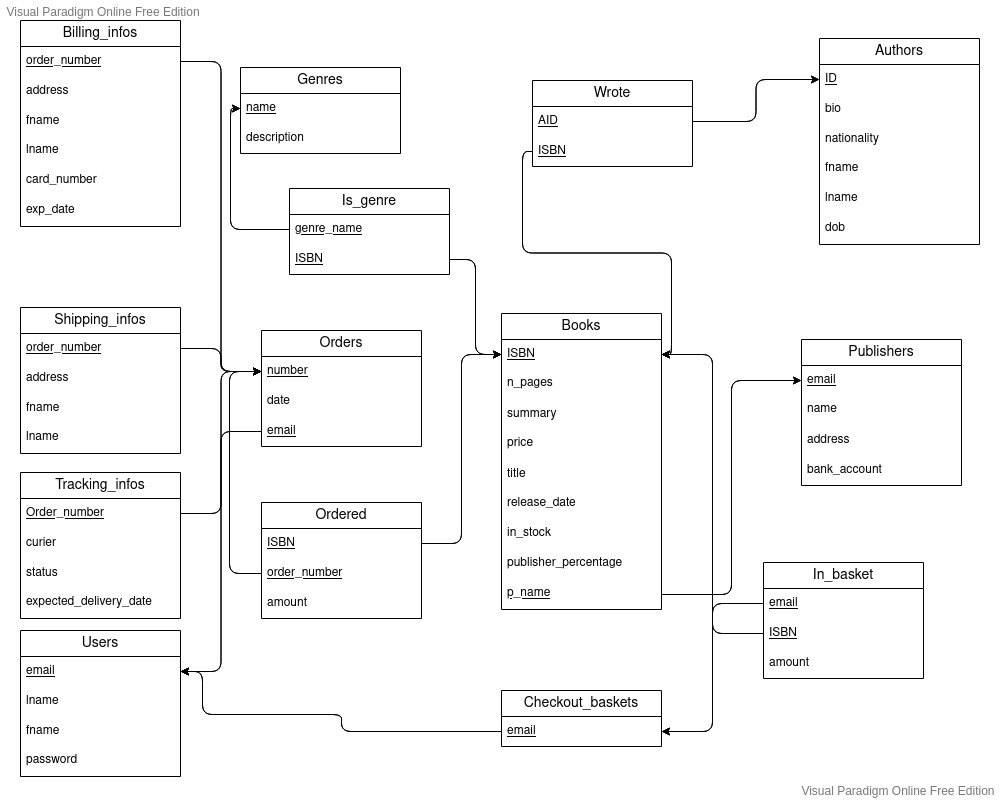 Visual Paradigm Online Free Edition
Billing_infos
order_number
address
fname
lname
card_number
exp_date
Genres
name
description
Wrote
AID
ISBN
Authors
ID
bio
nationality
fname
lname
dob
Is_genre
genre_name
ISBN
Shipping_infos
order_number
address
fname
lname
Orders
number
date
email
Books
ISBN
n_pages
summary
price
title
release_date
in_stock
publisher_percentage
p_name
Publishers
email
name
address
bank_account
Tracking_infos
Order_number
curier
status
expected_delivery_date
Ordered
ISBN
order_number
amount
In_basket
email
ISBN
amount
Users
email
lname
fname
password
Checkout_baskets
email
Visual Paradigm Online Free Edition